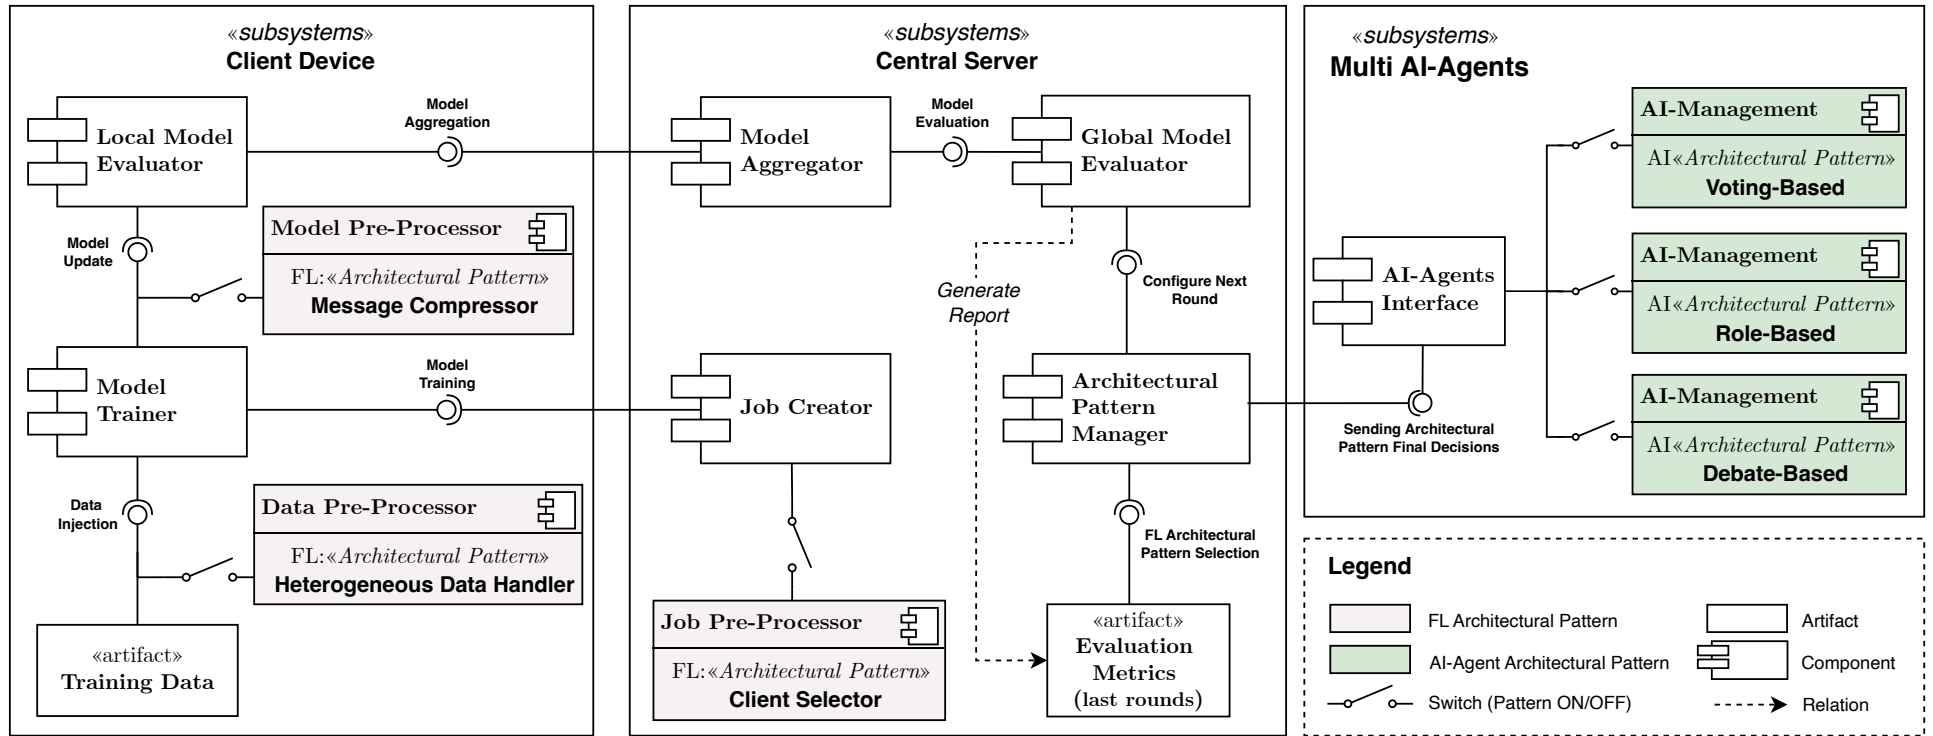 «subsystems»
Client Device
Local Model
Evaluator
Model
Aggregation
Model
Update
Model Pre-Processor
FL:«Architectural Pattern»
Message Compressor
Model
Trainer
Model
Training
Data
Injection
Data Pre-Processor
FL:«Architectural Pattern»
Heterogeneous Data Handler
«artifact»
Training Data
«subsystems»
Central Server
Model
Aggregator
Model
Evaluation
Global Model
Evaluator
Generate
Report
Configure Next
Round
Job Creator
Architectural
Pattern
Manager
FL Architectural
Pattern Selection
Job Pre-Processor
FL:«Architectural Pattern»
Client Selector
«artifact»
Evaluation
Metrics
(last rounds)
«subsystems»
Multi AI-Agents
AI-Agents
Interface
Sending Architectural
Pattern Final Decisions
AI-Management
AI«Architectural Pattern»
Voting-Based
AI-Management
AI«Architectural Pattern»
Role-Based
AI-Management
AI«Architectural Pattern»
Debate-Based
Legend
FL Architectural Pattern
Artifact
AI-Agent Architectural Pattern
Component
Switch (Pattern ON/OFF)
Relation